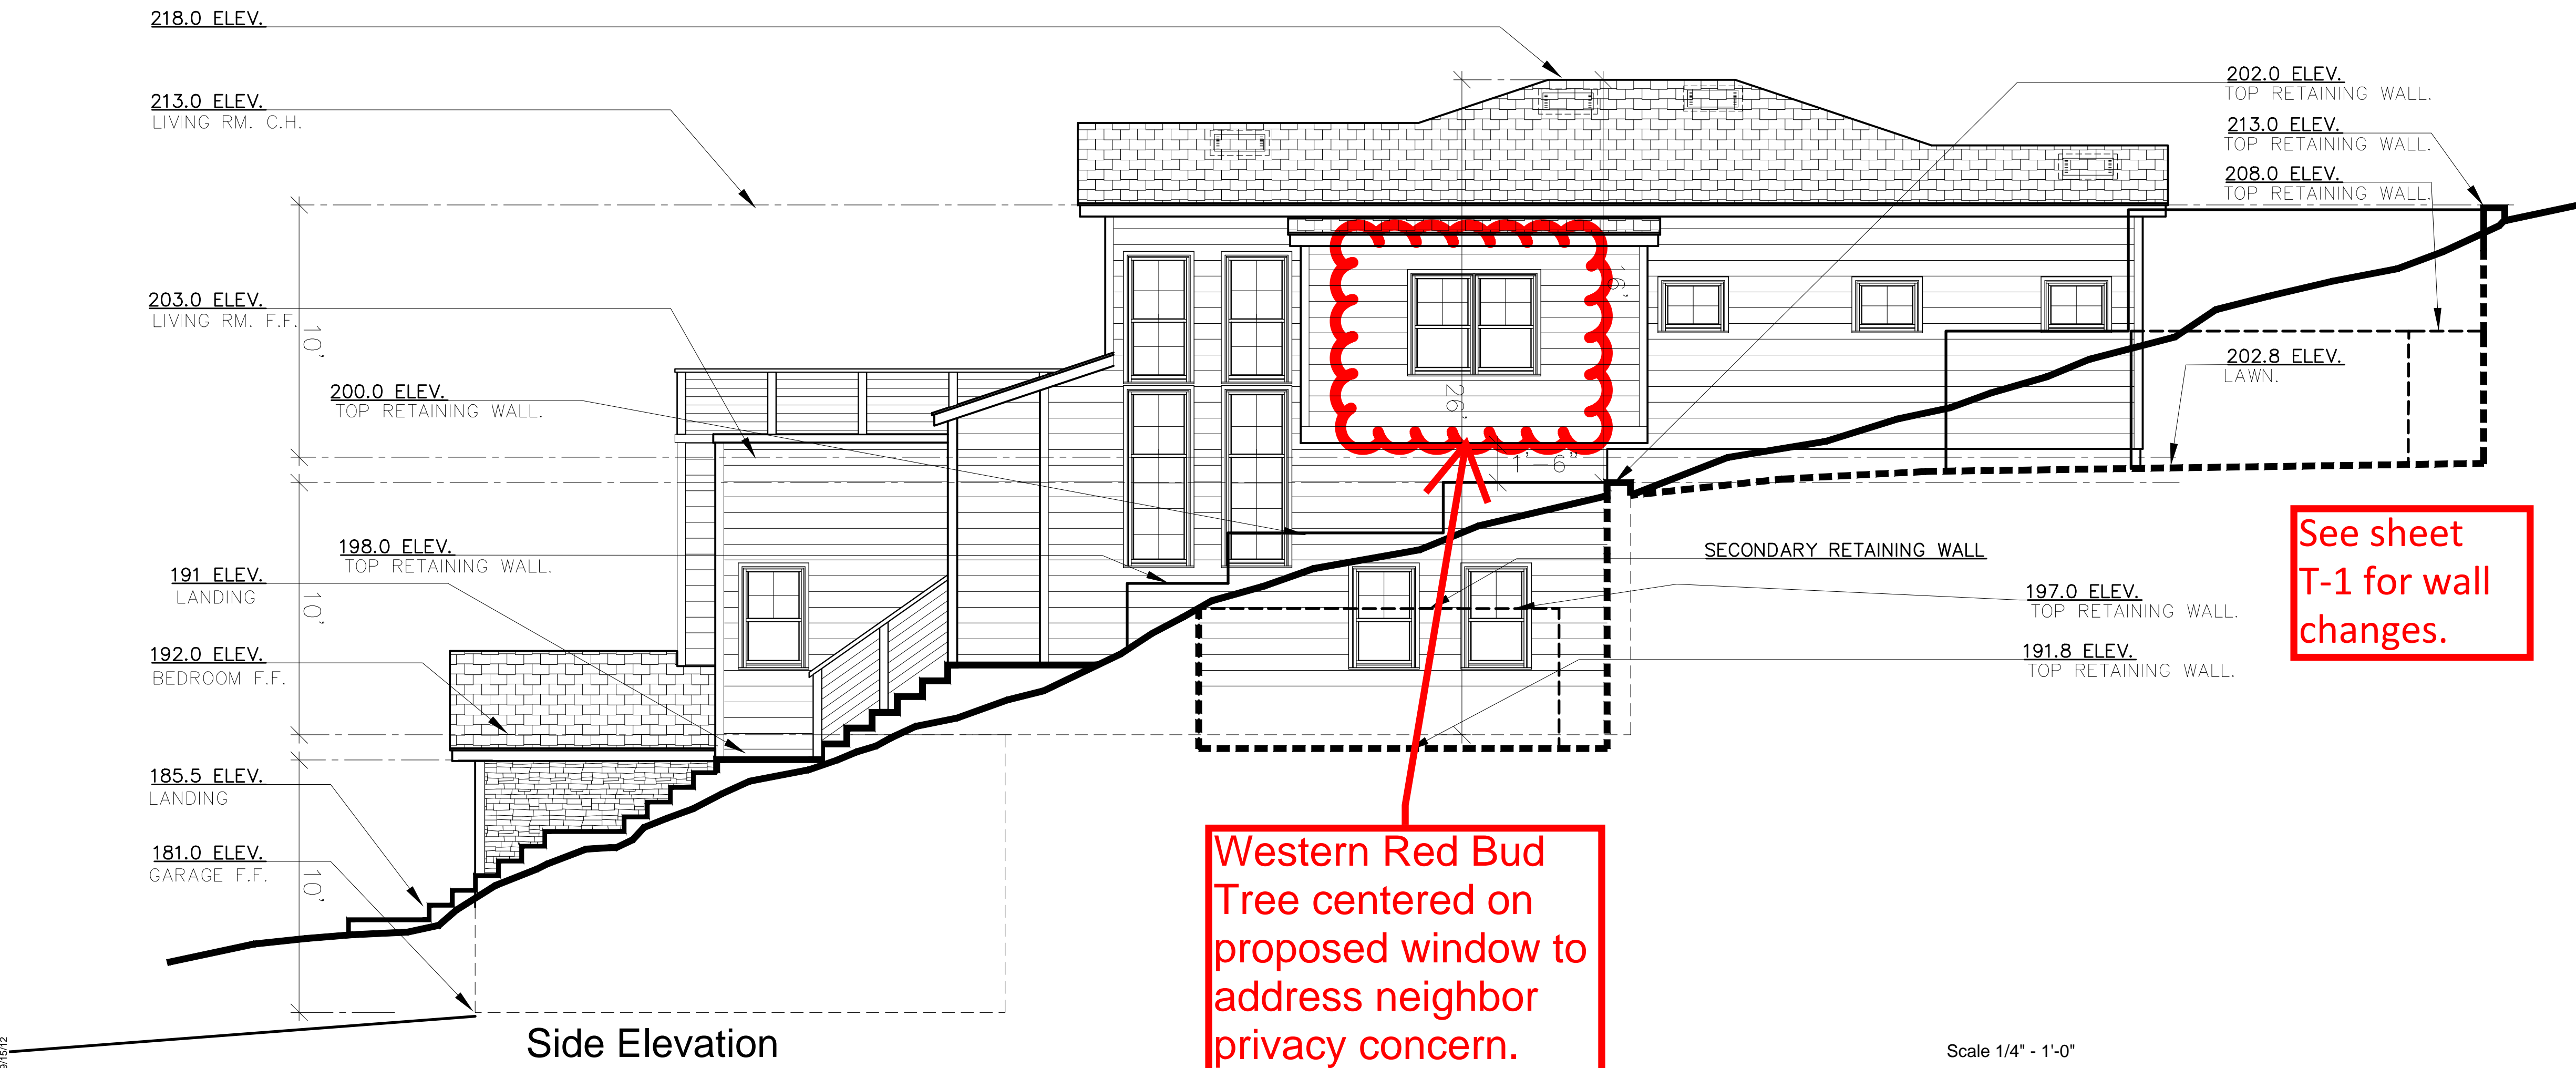 218.0 ELEV.
213.0 ELEV.
LIVING RM. C.H.
203.0 ELEV.
LIVING RM. F.F.
10'
200.0 ELEV.
TOP RETAINING WALL.
198.0 ELEV.
TOP RETAINING WALL.
191 ELEV.
LANDING
10'
192.0 ELEV.
BEDROOM F.F.
185.5 ELEV.
LANDING
181.0 ELEV.
GARAGE F.F.
10'
16'
26'
1'-6"
202.0 ELEV.
TOP RETAINING WALL.
213.0 ELEV.
TOP RETAINING WALL.
208.0 ELEV.
TOP RETAINING WALL.
202.8 ELEV.
LAWN.
SECONDARY RETAINING WALL
197.0 ELEV.
TOP RETAINING WALL.
191.8 ELEV.
TOP RETAINING WALL.
See sheet
T-1 for wall
changes.
Western Red Bud
Tree centered on
proposed window to
address neighbor
privacy concern.
Side Elevation
Scale 1/4" - 1'-0"
9/15/12